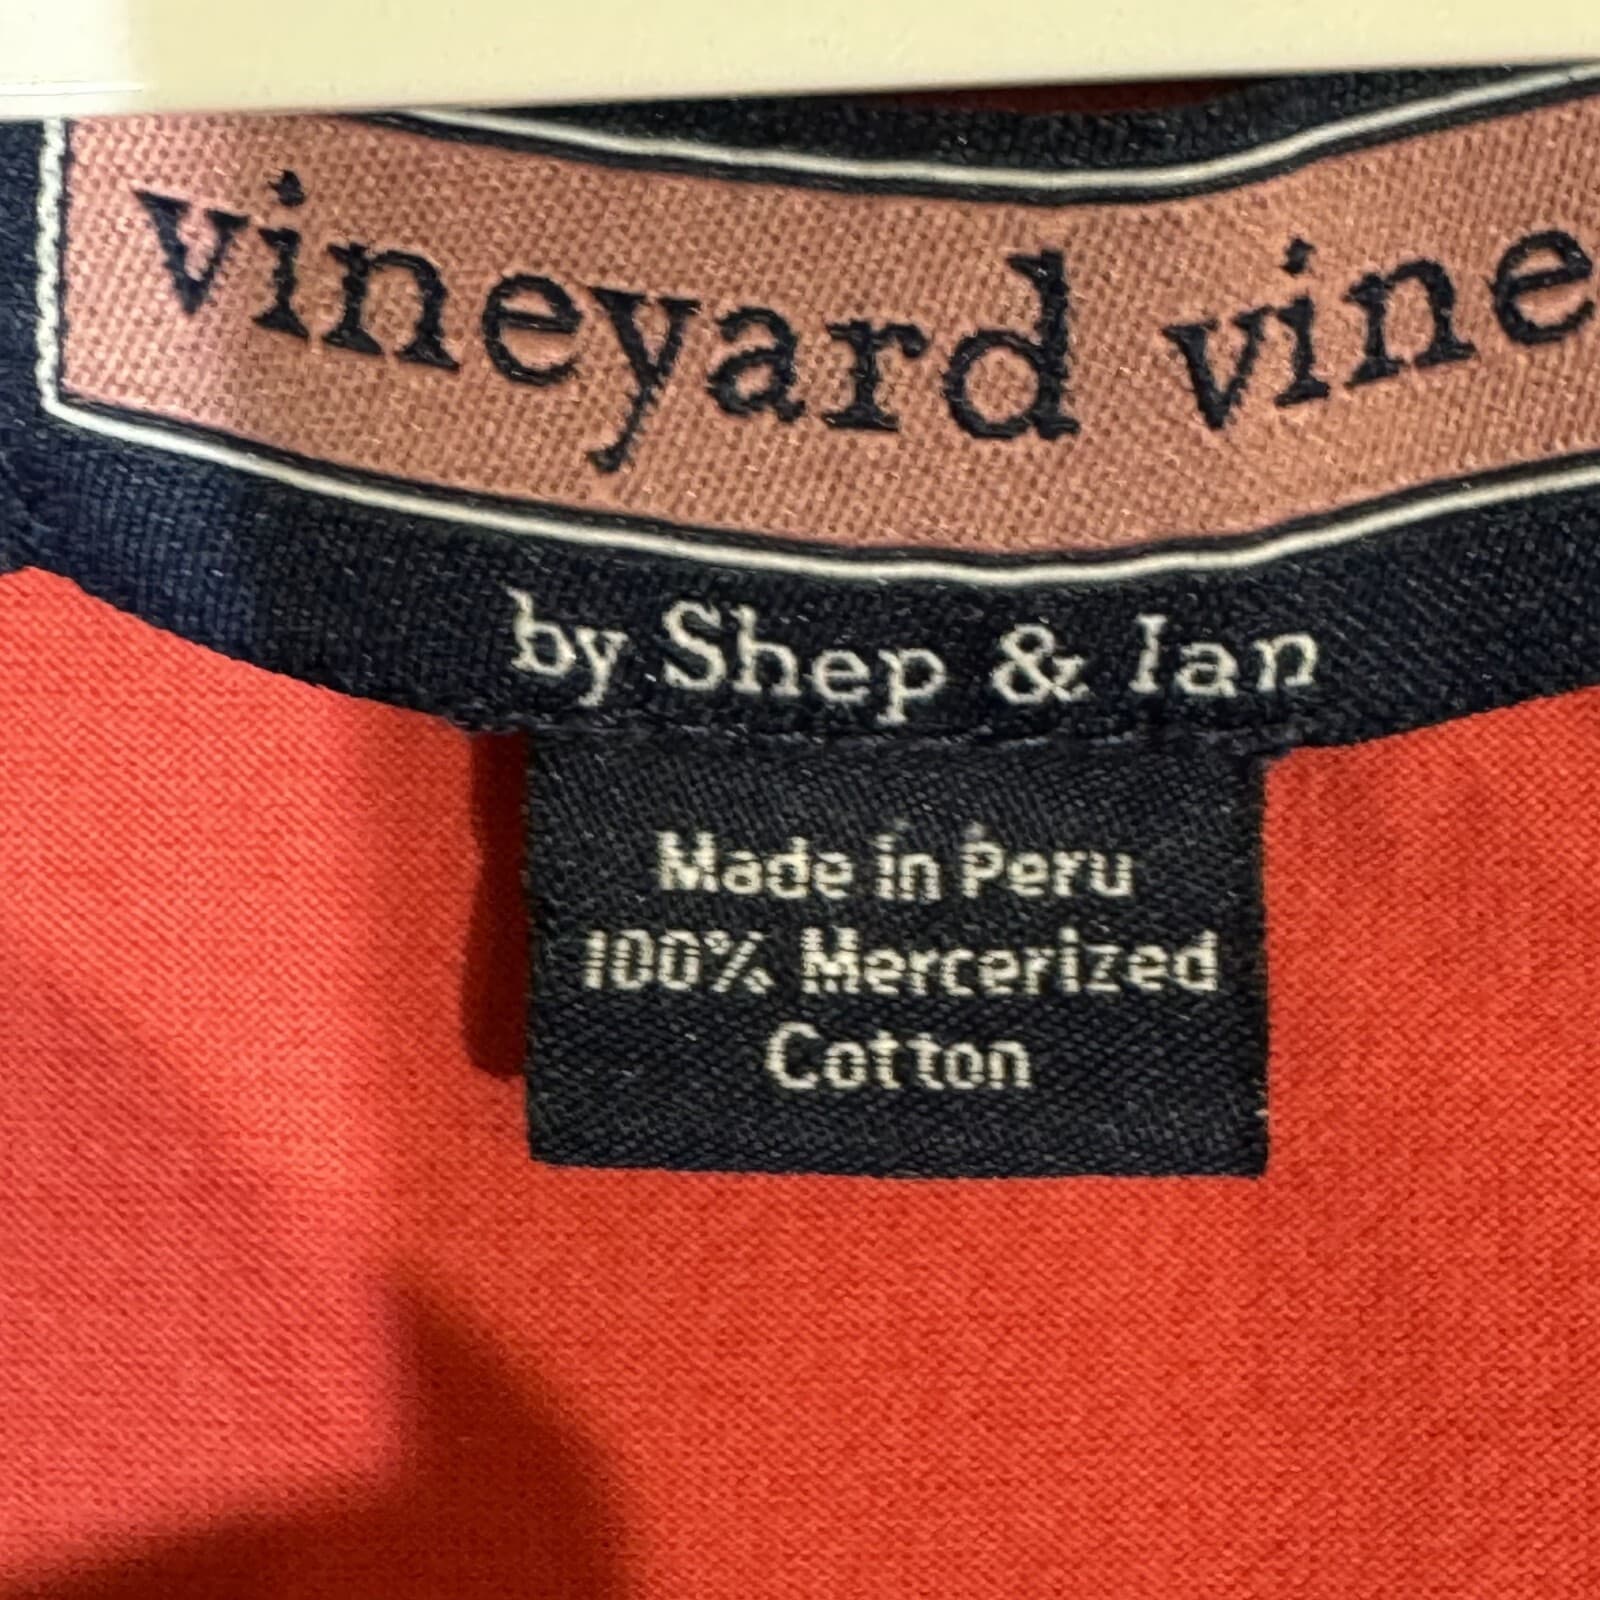 vineyard vine
by Shep & Ian
Made in Peru
100% Mercerized
Cotton